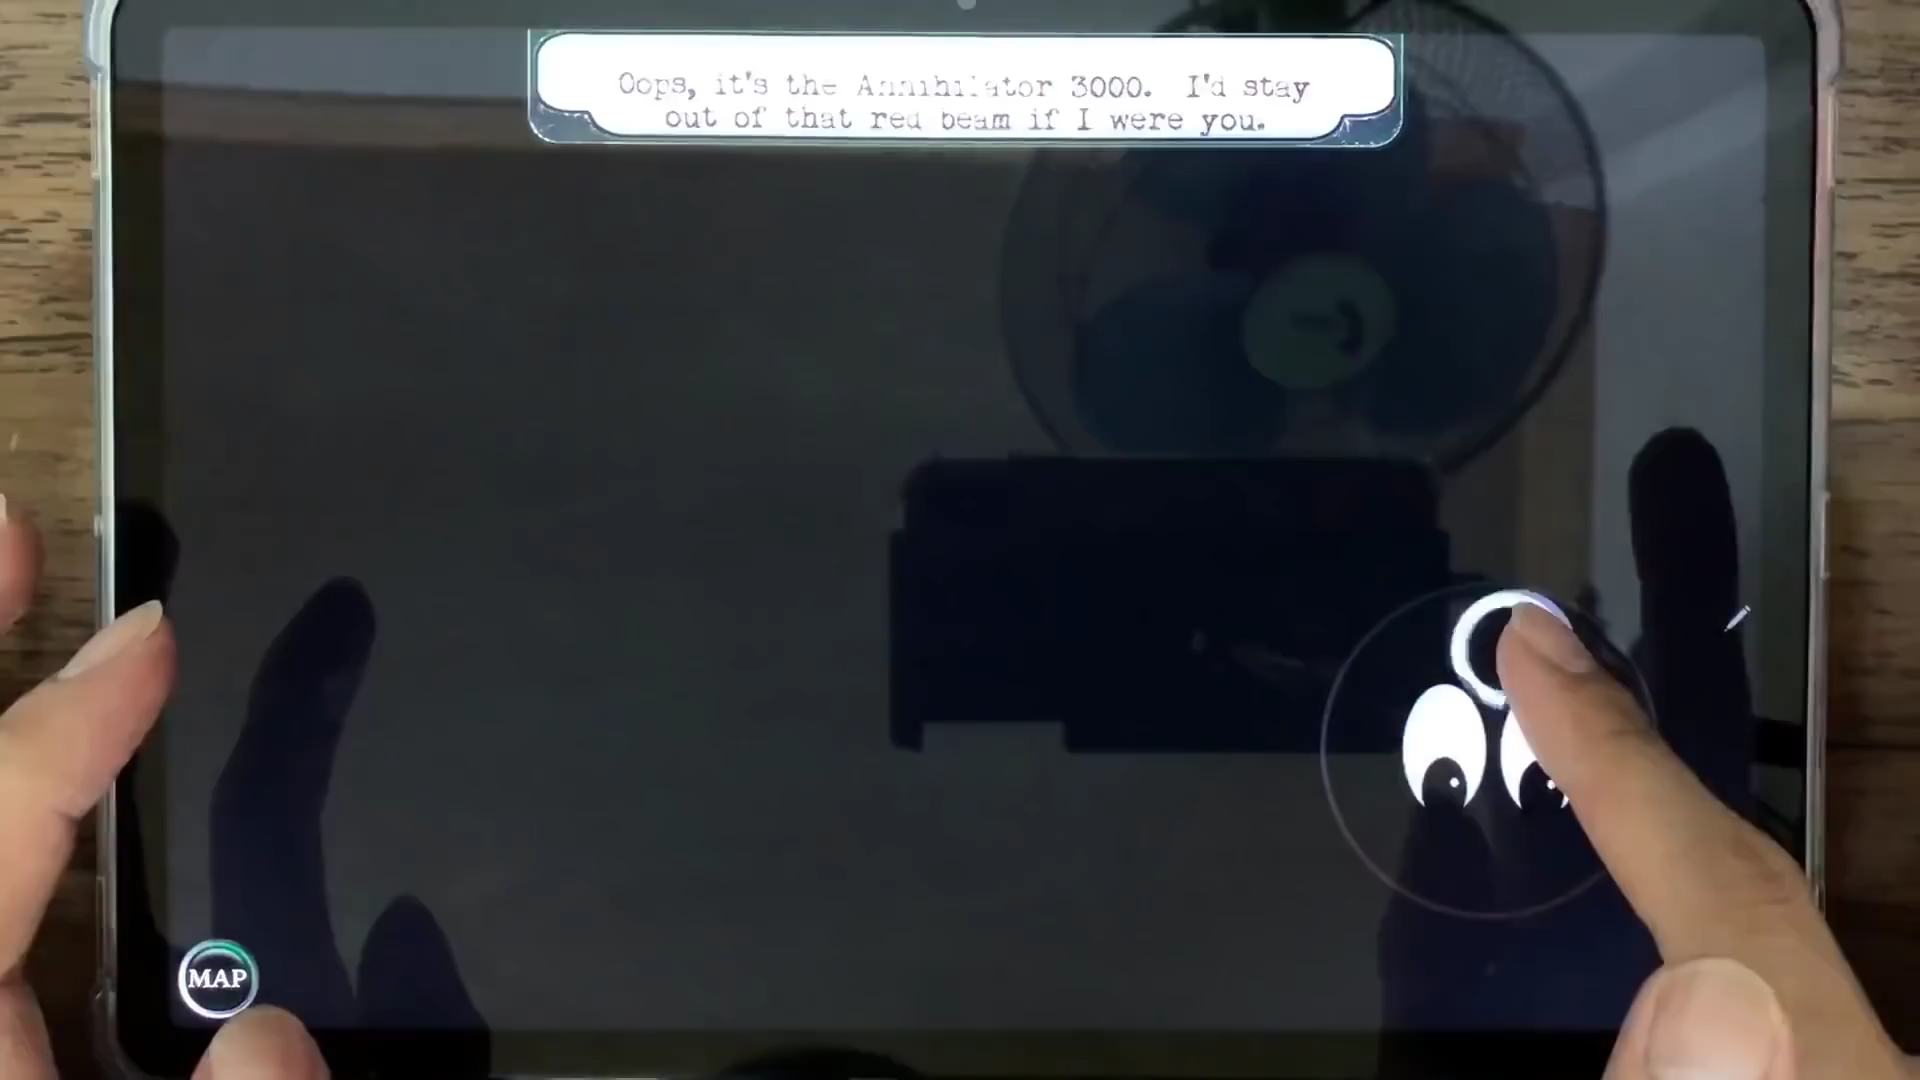 Oops, it's the Annihilator 3000. I'd stay
out of that red beam if I were you.
MAP